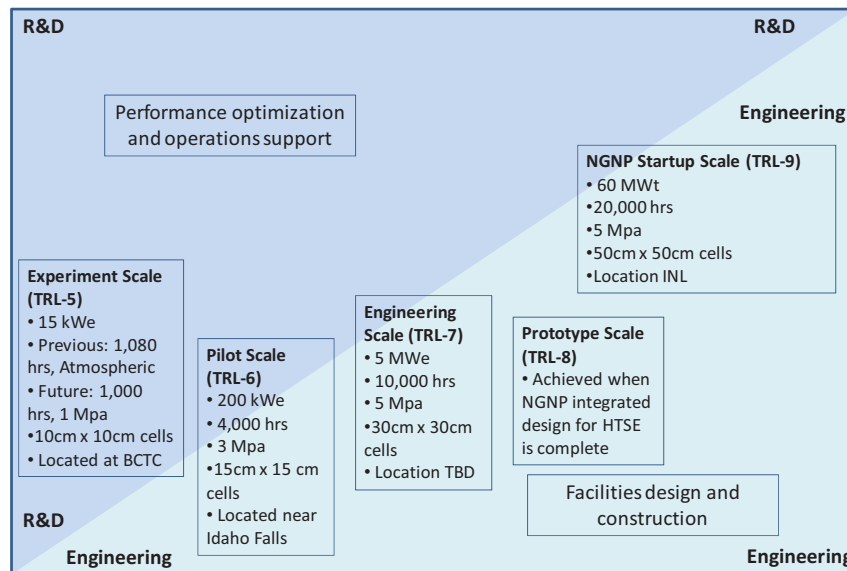 R&D
R&D
Performance optimization
and operations support
Engineering
NGNP Startup Scale (TRL-9)
• 60 MWt
•20,000 hrs
•5 Mpa
•50cm x 50cm cells
•Location INL
Experiment Scale
(TRL-5)
• 15 kWe
• Previous: 1,080
hrs, Atmospheric
• Future: 1,000
hrs, 1 Mpa
•10cm x 10cm cells
• Located at BCTC
Pilot Scale
(TRL-6)
• 200 kWe
• 4,000 hrs
• 3 Mpa
•15cm x 15 cm
cells
• Located near
Idaho Falls
Engineering
Scale (TRL-7)
• 5 MWe
• 10,000 hrs
• 5 Mpa
•30cm x 30cm
cells
• Location TBD
Prototype Scale
(TRL-8)
• Achieved when
NGNP integrated
design for HTSE
is complete
Facilities design and
construction
R&D
Engineering
Engineering